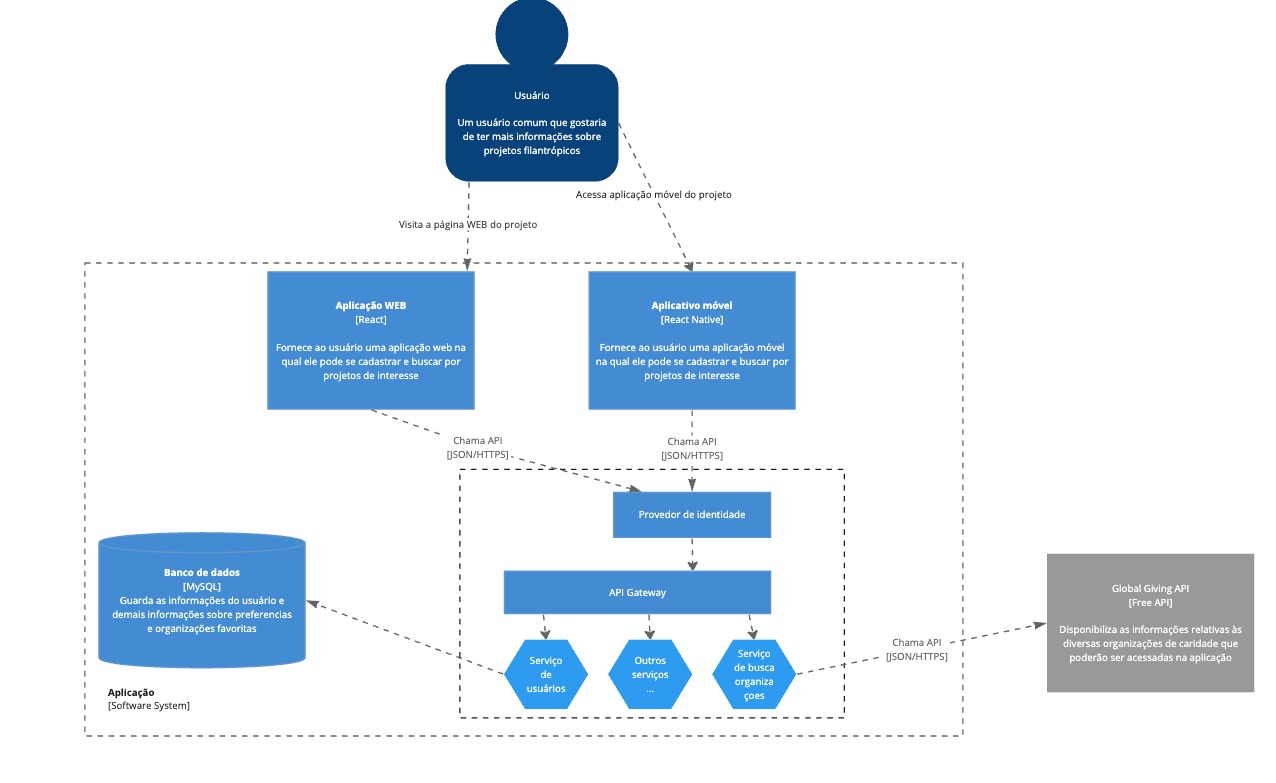 Usuário
Um usuário comum que gostaria
de ter mais informações sobre
projetos filantrópicos
Acessa aplicação móvel do projeto
Visita a página WEB do projeto
Aplicação WEB
[React]
Fornece ao usuário uma aplicação web na
qual ele pode se cadastrar e buscar por
projetos de interesse
Aplicativo móvel
[React Native]
Fornece ao usuário uma aplicação móvel
na qual ele pode se cadastrar e buscar por
projetos de interesse
Chama API
[JSON/HTTPS]
Chama API
[JSON/HTTPS]
Provedor de identidade
API Gateway
Banco de dados
[MySQL]
Guarda as informações do usuário e
demais informações sobre preferencias
e organizações favoritas
Serviço
de
usuários
Outros
serviços
...
Serviço
de busca
organiza
çoes
Chama API
[JSON/HTTPS]
Global Giving API
[Free API]
Disponibiliza as informações relativas às
diversas organizações de caridade que
poderão ser acessadas na aplicação
Aplicação
[Software System]